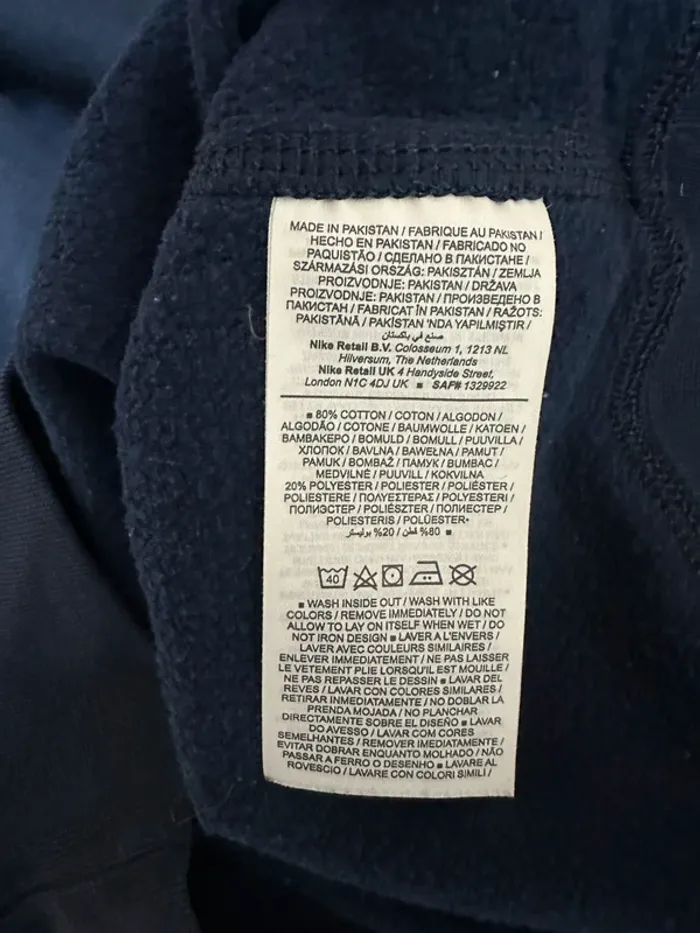 MADE IN PAKISTAN / FABRIQUE AU PAKISTAN /
HECHO EN PAKISTAN / FABRICADO NO
PAQUISTÃO / СДЕЛАНО В ПАКИСТАНЕ /
SZÁRMAZÁSI ORSZÁG: PAKISZTÁN / ZEMLJA
PROIZVODNJE: PAKISTAN / DRŽAVA
PROIZVODNJE: PAKISTAN / ПРОИЗВЕДЕНО В
ПАКИСТАН / FABRICAT ÎN PAKISTAN / RAŽOTS:
PAKISTĀNĀ / PAKİSTAN 'NDA YAPILMIŞTIR /
صنع في باكستان
Nike Retail B.V. Colosseum 1, 1213 NL
Hilversum, The Netherlands
Nike Retail UK 4 Handyside Street,
London N1C 4DJ UK ■ SAF# 1329922
■ 80% COTTON / COTON / ALGODON /
ALGODÃO / COTONE / BAUMWOLLE / KATOEN /
ΒΑΜΒΑΚΕΡΟ / BOMULD / BOMULL / PUUVILLA /
ХЛОПОК / BAVLNA / BAWEŁNA / PAMUT /
PAMUK / BOMBAŽ / ПАМУК / BUMBAC /
MEDVILNĖ / PUUVILL / KOKVILNA
20% POLYESTER / POLIESTER / POLIÉSTER /
POLIESTERE / ΠΟΛΥΕΣΤΕΡΑΣ / POLYESTERI /
ПОЛИЭСТЕР / POLIÉSZTER / ПОЛИЕСТЕР /
POLIESTERIS / POLÜESTER•
80% قطن / 20% بوليستر ■
40
■ WASH INSIDE OUT / WASH WITH LIKE
COLORS / REMOVE IMMEDIATELY / DO NOT
ALLOW TO LAY ON ITSELF WHEN WET / DO
NOT IRON DESIGN ■ LAVER A L'ENVERS /
LAVER AVEC COULEURS SIMILAIRES /
ENLEVER IMMEDIATEMENT / NE PAS LAISSER
LE VETEMENT PLIE LORSQU'IL EST MOUILLE /
NE PAS REPASSER LE DESSIN ■ LAVAR DEL
REVES / LAVAR CON COLORES SIMILARES /
RETIRAR INMEDIATAMENTE / NO DOBLAR LA
PRENDA MOJADA / NO PLANCHAR
DIRECTAMENTE SOBRE EL DISEÑO ■ LAVAR
DO AVESSO / LAVAR COM CORES
SEMELHANTES / REMOVER IMEDIATAMENTE /
EVITAR DOBRAR ENQUANTO MOLHADO / NÃO
PASSAR A FERRO O DESENHO ■ LAVARE AL
ROVESCIO / LAVARE CON COLORI SIMILI /